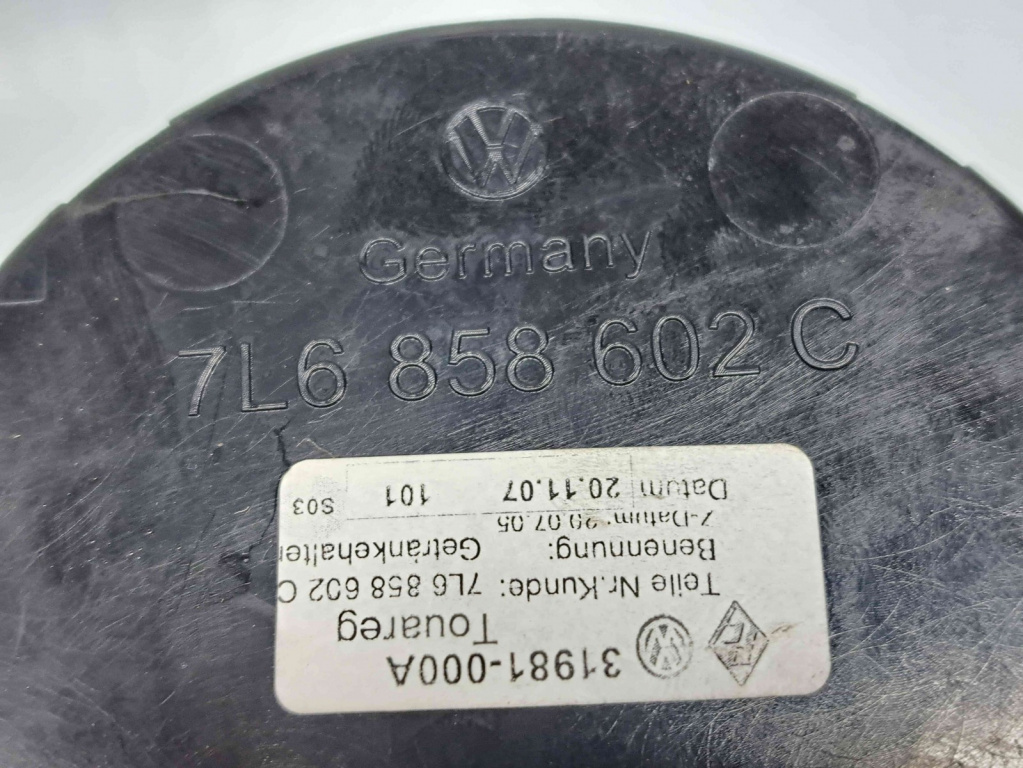 Germany
7L6 858 602 C
31981-000A
Touareg
Teile Nr.Kunde: 7L6 858 602 C
Benennung: Getränkehalter
Z-Datum: 20.07.05
Datum 20.11.07 101 S03